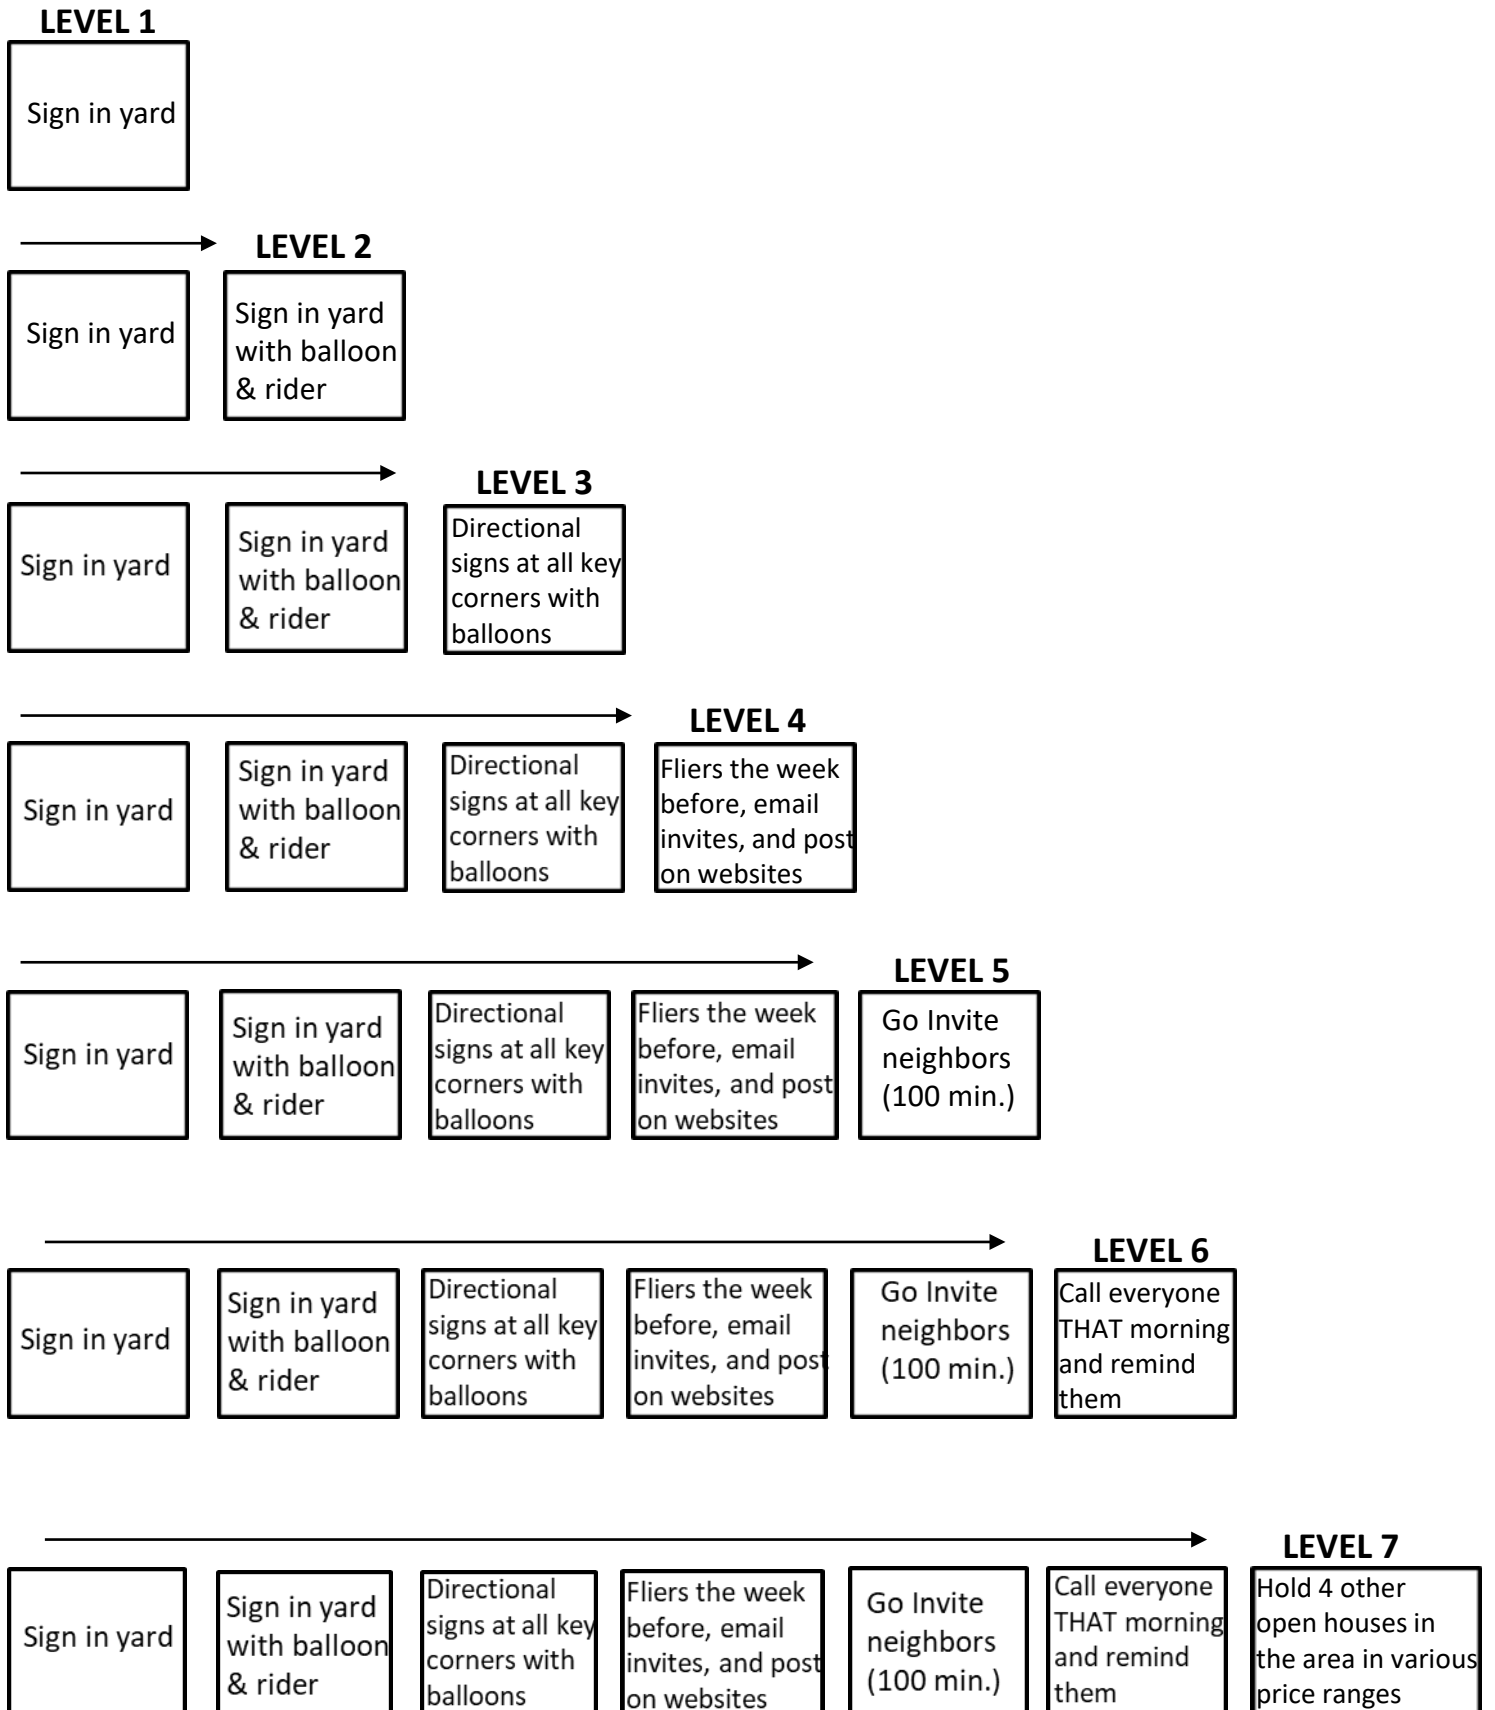 LEVEL 1
Sign in yard
LEVEL 2
Sign in yard
Sign in yard
with balloon
& rider
LEVEL 3
Sign in yard
Sign in yard
with balloon
& rider
Directional
signs at all key
corners with
balloons
LEVEL 4
Sign in yard
Sign in yard
with balloon
& rider
Directional
signs at all key
corners with
balloons
Fliers the week
before, email
invites, and post
on websites
LEVEL 5
Sign in yard
Sign in yard
with balloon
& rider
Directional
signs at all key
corners with
balloons
Fliers the week
before, email
invites, and post
on websites
Go Invite
neighbors
(100 min.)
LEVEL 6
Sign in yard
Sign in yard
with balloon
& rider
Directional
signs at all key
corners with
balloons
Fliers the week
before, email
invites, and post
on websites
Go Invite
neighbors
(100 min.)
Call everyone
THAT morning
and remind
them
LEVEL 7
Sign in yard
Sign in yard
with balloon
& rider
Directional
signs at all key
corners with
balloons
Fliers the week
before, email
invites, and post
on websites
Go Invite
neighbors
(100 min.)
Call everyone
THAT morning
and remind
them
Hold 4 other
open houses in
the area in various
price ranges